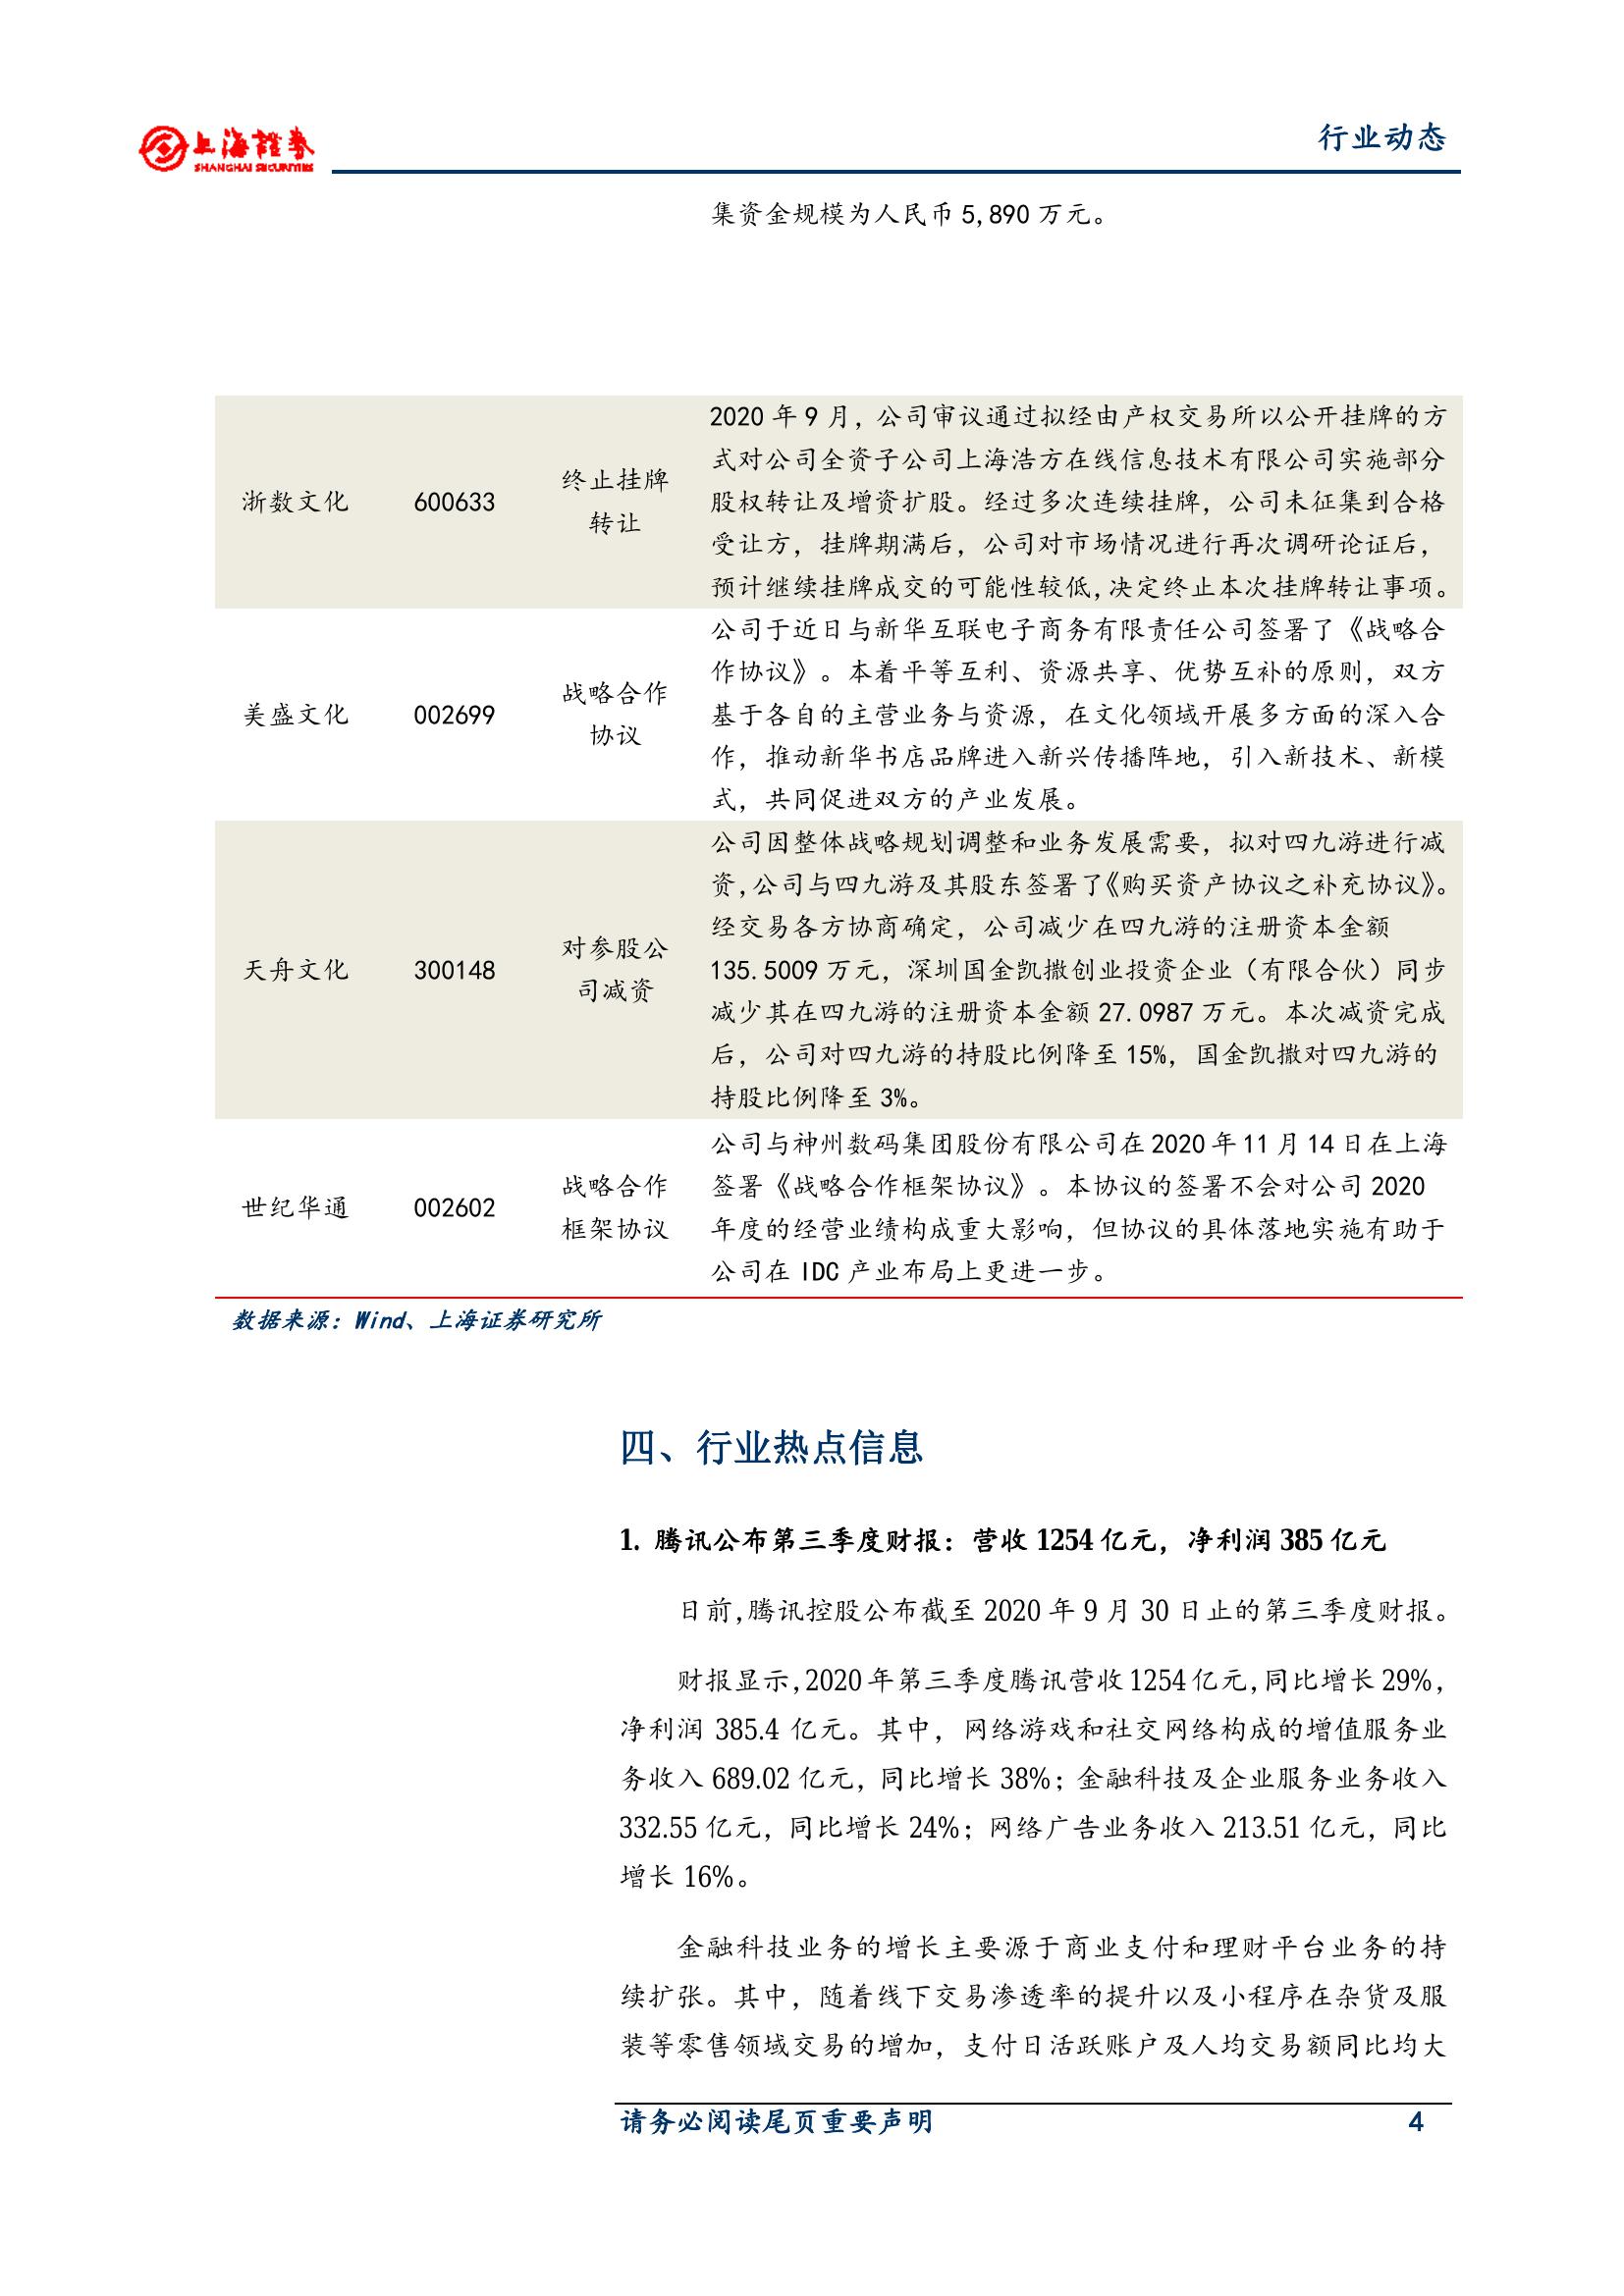 上海證券
SHANGHAI SECURITIES
行业动态
集资金规模为人民币 5,890 万元。
浙数文化
600633
终止挂牌
转让
2020 年 9 月，公司审议通过拟经由产权交易所以公开挂牌的方
式对公司全资子公司上海浩方在线信息技术有限公司实施部分
股权转让及增资扩股。经过多次连续挂牌，公司未征集到合格
受让方，挂牌期满后，公司对市场情况进行再次调研论证后，
预计继续挂牌成交的可能性较低，决定终止本次挂牌转让事项。
美盛文化
002699
战略合作
协议
公司于近日与新华互联电子商务有限责任公司签署了《战略合
作协议》。本着平等互利、资源共享、优势互补的原则，双方
基于各自的主营业务与资源，在文化领域开展多方面的深入合
作，推动新华书店品牌进入新兴传播阵地，引入新技术、新模
式，共同促进双方的产业发展。
天舟文化
300148
对参股公
司减资
公司因整体战略规划调整和业务发展需要，拟对四九游进行减
资，公司与四九游及其股东签署了《购买资产协议之补充协议》。
经交易各方协商确定，公司减少在四九游的注册资本金额
135.5009 万元，深圳国金凯撒创业投资企业（有限合伙）同步
减少其在四九游的注册资本金额 27.0987 万元。本次减资完成
后，公司对四九游的持股比例降至 15%，国金凯撒对四九游的
持股比例降至 3%。
世纪华通
002602
战略合作
框架协议
公司与神州数码集团股份有限公司在 2020 年 11 月 14 日在上海
签署《战略合作框架协议》。本协议的签署不会对公司 2020
年度的经营业绩构成重大影响，但协议的具体落地实施有助于
公司在 IDC 产业布局上更进一步。
数据来源：Wind、上海证券研究所
四、行业热点信息
1. 腾讯公布第三季度财报：营收 1254 亿元，净利润 385 亿元
日前，腾讯控股公布截至 2020 年 9 月 30 日止的第三季度财报。
财报显示，2020 年第三季度腾讯营收 1254 亿元，同比增长 29%，
净利润 385.4 亿元。其中，网络游戏和社交网络构成的增值服务业
务收入 689.02 亿元，同比增长 38%；金融科技及企业服务业务收入
332.55 亿元，同比增长 24%；网络广告业务收入 213.51 亿元，同比
增长 16%。
金融科技业务的增长主要源于商业支付和理财平台业务的持
续扩张。其中，随着线下交易渗透率的提升以及小程序在杂货及服
装等零售领域交易的增加，支付日活跃账户及人均交易额同比均大
请务必阅读尾页重要声明
4